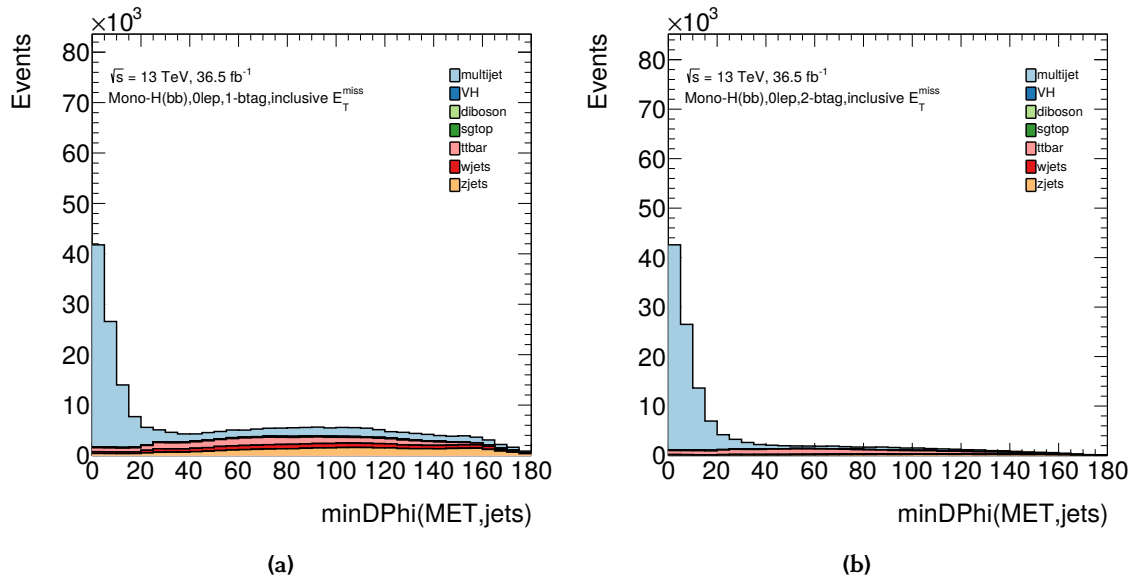 ×10³
Events
80
70
60
50
40
30
20
10
0
√s = 13 TeV, 36.5 fb⁻¹
Mono-H(bb),0lep,1-btag,inclusive E_T^miss
multijet
VH
diboson
sgtop
ttbar
wjets
zjets
0 20 40 60 80 100 120 140 160 180
minDPhi(MET,jets)
(a)
×10³
Events
80
70
60
50
40
30
20
10
0
√s = 13 TeV, 36.5 fb⁻¹
Mono-H(bb),0lep,2-btag,inclusive E_T^miss
multijet
VH
diboson
sgtop
ttbar
wjets
zjets
0 20 40 60 80 100 120 140 160 180
minDPhi(MET,jets)
(b)